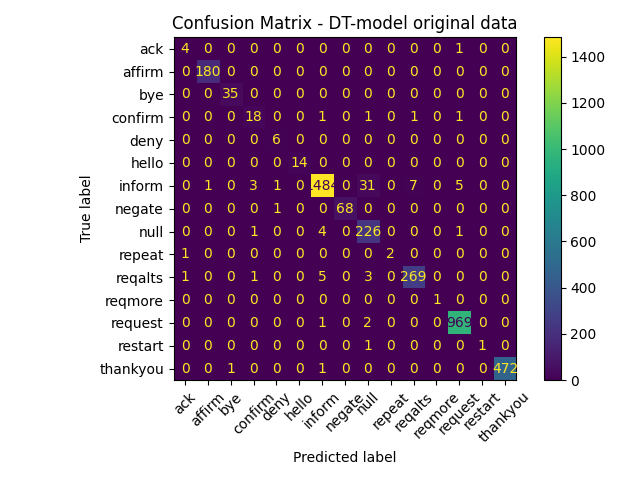 Confusion Matrix - DT-model original data
True label
ack 4 0 0 0 0 0 0 0 0 0 0 0 1 0 0
affirm 0 180 0 0 0 0 0 0 0 0 0 0 0 0 0
bye 0 0 35 0 0 0 0 0 0 0 0 0 0 0 0
confirm 0 0 0 18 0 0 1 0 1 0 1 0 1 0 0
deny 0 0 0 0 6 0 0 0 0 0 0 0 0 0 0
hello 0 0 0 0 0 14 0 0 0 0 0 0 0 0 0
inform 0 1 0 3 1 0 1484 0 31 0 7 0 5 0 0
negate 0 0 0 0 1 0 0 68 0 0 0 0 0 0 0
null 0 0 0 1 0 0 4 0 226 0 0 0 1 0 0
repeat 1 0 0 0 0 0 0 0 0 2 0 0 0 0 0
reqalts 1 0 0 1 0 0 5 0 3 0 269 0 0 0 0
reqmore 0 0 0 0 0 0 0 0 0 0 0 1 0 0 0
request 0 0 0 0 0 0 1 0 2 0 0 0 969 0 0
restart 0 0 0 0 0 0 0 0 1 0 0 0 0 1 0
thankyou 0 0 1 0 0 0 1 0 0 0 0 0 0 0 472
ack affirm bye confirm deny hello inform negate null repeat reqalts reqmore request restart thankyou
Predicted label
1400
1200
1000
800
600
400
200
0